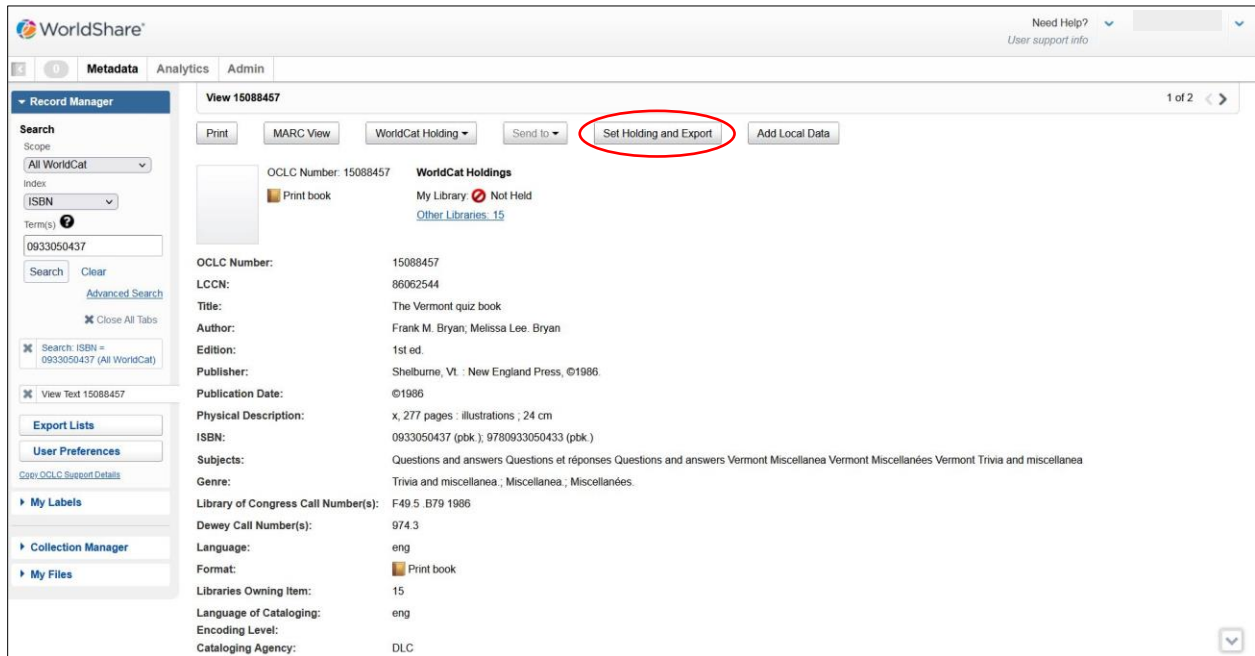 WorldShare®
Need Help?
User support info
0 Metadata Analytics Admin
Record Manager
Search
Scope
All WorldCat
Index
ISBN
Term(s) ?
0933050437
Search Clear
Advanced Search
Close All Tabs
Search: ISBN =
0933050437 (All WorldCat)
View Text 15088457
Export Lists
User Preferences
Copy OCLC Support Details
My Labels
Collection Manager
My Files
View 15088457 1 of 2
Print MARC View WorldCat Holding Send to Set Holding and Export Add Local Data
OCLC Number: 15088457
Print book
WorldCat Holdings
My Library: Not Held
Other Libraries: 15
OCLC Number: 15088457
LCCN: 86062544
Title: The Vermont quiz book
Author: Frank M. Bryan; Melissa Lee. Bryan
Edition: 1st ed.
Publisher: Shelburne, Vt. : New England Press, ©1986.
Publication Date: ©1986
Physical Description: x, 277 pages : illustrations ; 24 cm
ISBN: 0933050437 (pbk.); 9780933050433 (pbk.)
Subjects: Questions and answers Questions et réponses Questions and answers Vermont Miscellanea Vermont Miscellanées Vermont Trivia and miscellanea
Genre: Trivia and miscellanea.; Miscellanea.; Miscellanées.
Library of Congress Call Number(s): F49.5 .B79 1986
Dewey Call Number(s): 974.3
Language: eng
Format: Print book
Libraries Owning Item: 15
Language of Cataloging: eng
Encoding Level:
Cataloging Agency: DLC